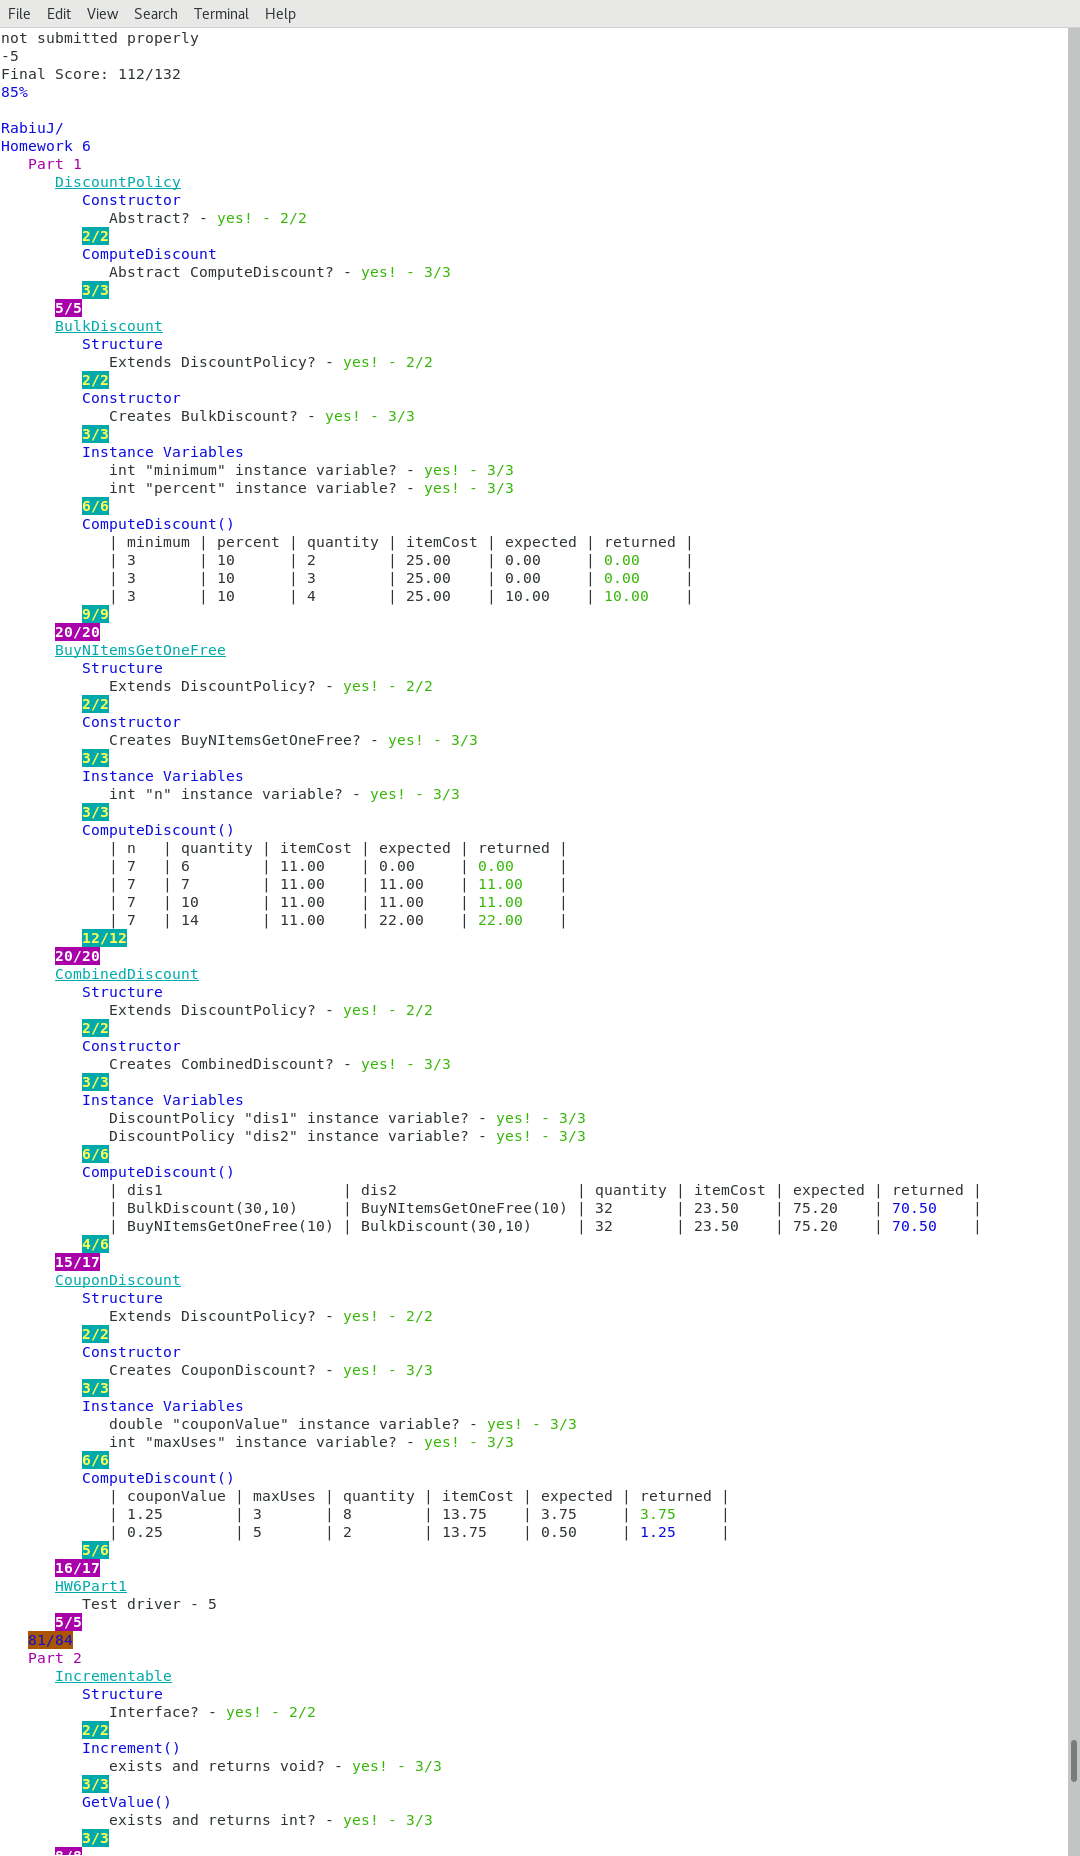 File Edit View Search Terminal Help
not submitted properly
-5
Final Score: 112/132
85%
RabiuJ/
Homework 6
Part 1
DiscountPolicy
Constructor
Abstract? - yes! - 2/2
2/2
ComputeDiscount
Abstract ComputeDiscount? - yes! - 3/3
3/3
5/5
BulkDiscount
Structure
Extends DiscountPolicy? - yes! - 2/2
2/2
Constructor
Creates BulkDiscount? - yes! - 3/3
3/3
Instance Variables
int "minimum" instance variable? - yes! - 3/3
int "percent" instance variable? - yes! - 3/3
6/6
ComputeDiscount()
| minimum | percent | quantity | itemCost | expected | returned |
| 3 | 10 | 2 | 25.00 | 0.00 | 0.00 |
| 3 | 10 | 3 | 25.00 | 0.00 | 0.00 |
| 3 | 10 | 4 | 25.00 | 10.00 | 10.00 |
9/9
20/20
BuyNItemsGetOneFree
Structure
Extends DiscountPolicy? - yes! - 2/2
2/2
Constructor
Creates BuyNItemsGetOneFree? - yes! - 3/3
3/3
Instance Variables
int "n" instance variable? - yes! - 3/3
3/3
ComputeDiscount()
| n | quantity | itemCost | expected | returned |
| 7 | 6 | 11.00 | 0.00 | 0.00 |
| 7 | 7 | 11.00 | 11.00 | 11.00 |
| 7 | 10 | 11.00 | 11.00 | 11.00 |
| 7 | 14 | 11.00 | 22.00 | 22.00 |
12/12
20/20
CombinedDiscount
Structure
Extends DiscountPolicy? - yes! - 2/2
2/2
Constructor
Creates CombinedDiscount? - yes! - 3/3
3/3
Instance Variables
DiscountPolicy "dis1" instance variable? - yes! - 3/3
DiscountPolicy "dis2" instance variable? - yes! - 3/3
6/6
ComputeDiscount()
| dis1 | dis2 | quantity | itemCost | expected | returned |
| BulkDiscount(30,10) | BuyNItemsGetOneFree(10) | 32 | 23.50 | 75.20 | 70.50 |
| BuyNItemsGetOneFree(10) | BulkDiscount(30,10) | 32 | 23.50 | 75.20 | 70.50 |
4/6
15/17
CouponDiscount
Structure
Extends DiscountPolicy? - yes! - 2/2
2/2
Constructor
Creates CouponDiscount? - yes! - 3/3
3/3
Instance Variables
double "couponValue" instance variable? - yes! - 3/3
int "maxUses" instance variable? - yes! - 3/3
6/6
ComputeDiscount()
| couponValue | maxUses | quantity | itemCost | expected | returned |
| 1.25 | 3 | 8 | 13.75 | 3.75 | 3.75 |
| 0.25 | 5 | 2 | 13.75 | 0.50 | 1.25 |
5/6
16/17
HW6Part1
Test driver - 5
5/5
81/84
Part 2
Incrementable
Structure
Interface? - yes! - 2/2
2/2
Increment()
exists and returns void? - yes! - 3/3
3/3
GetValue()
exists and returns int? - yes! - 3/3
3/3
8/8